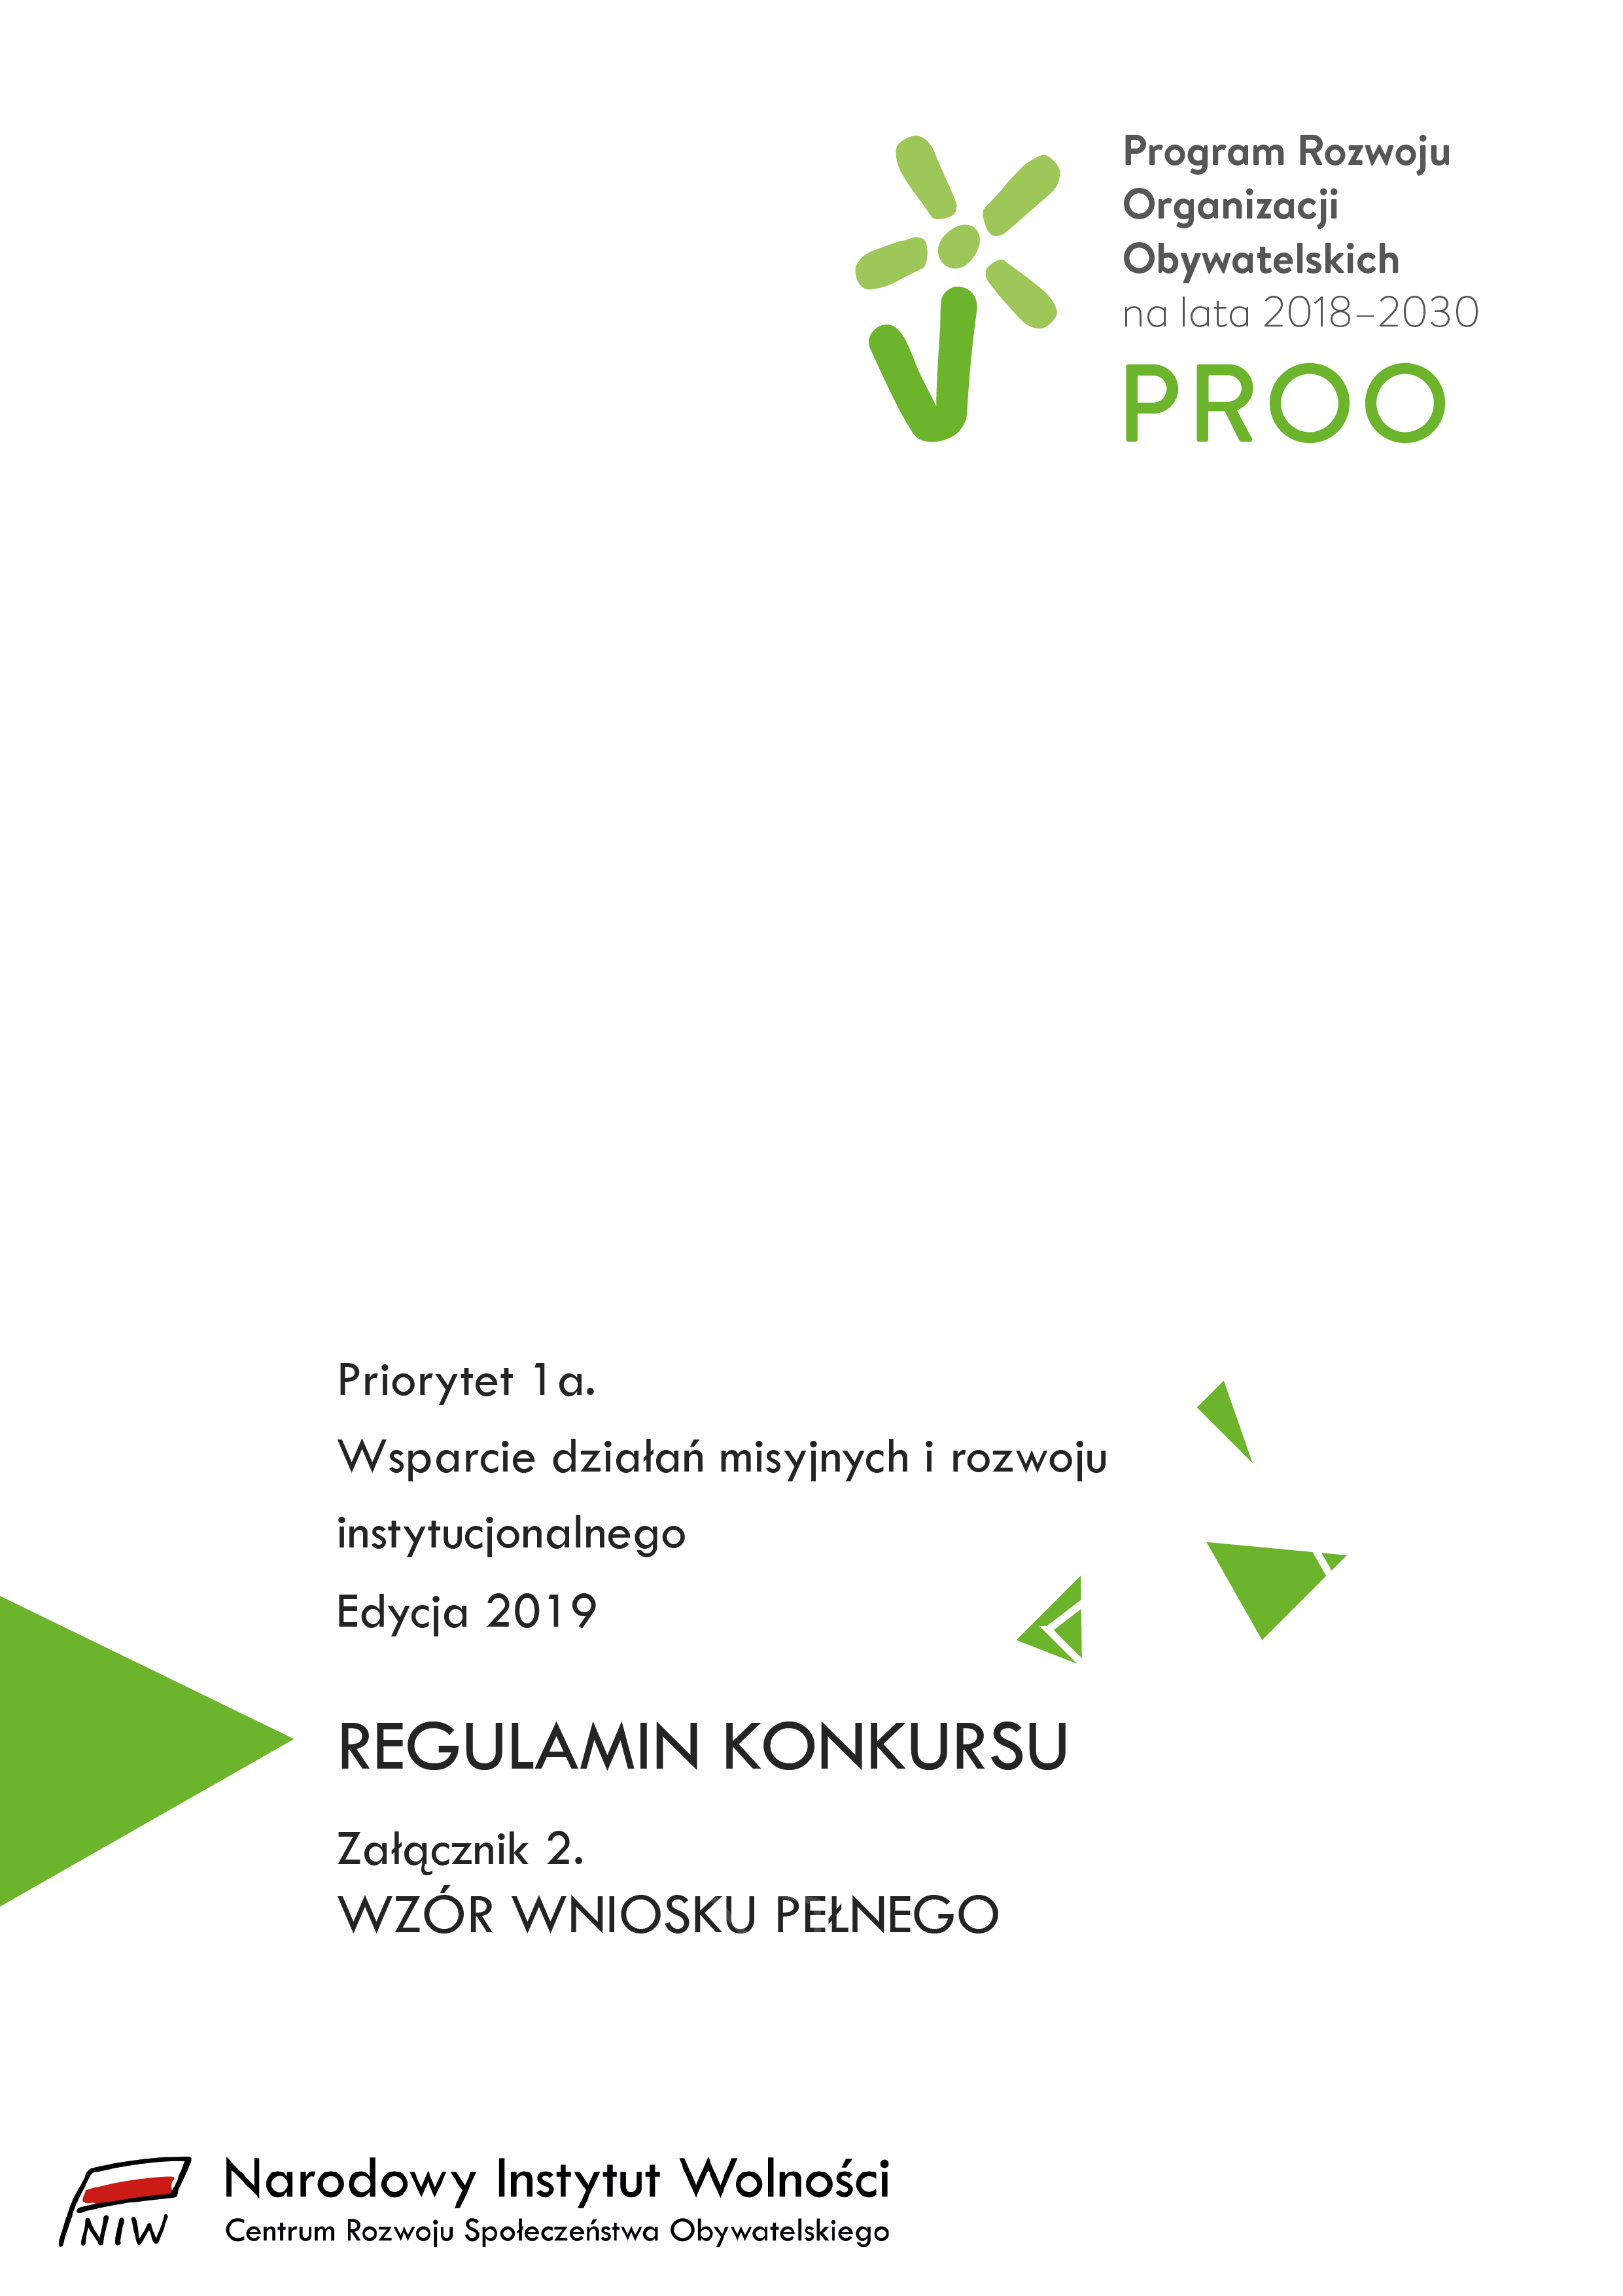 Program Rozwoju
Organizacji
Obywatelskich
na lata 2018–2030
PROO
Priorytet 1a.
Wsparcie działań misyjnych i rozwoju
instytucjonalnego
Edycja 2019
REGULAMIN KONKURSU
Załącznik 2.
WZÓR WNIOSKU PEŁNEGO
NIW
Narodowy Instytut Wolności
Centrum Rozwoju Społeczeństwa Obywatelskiego